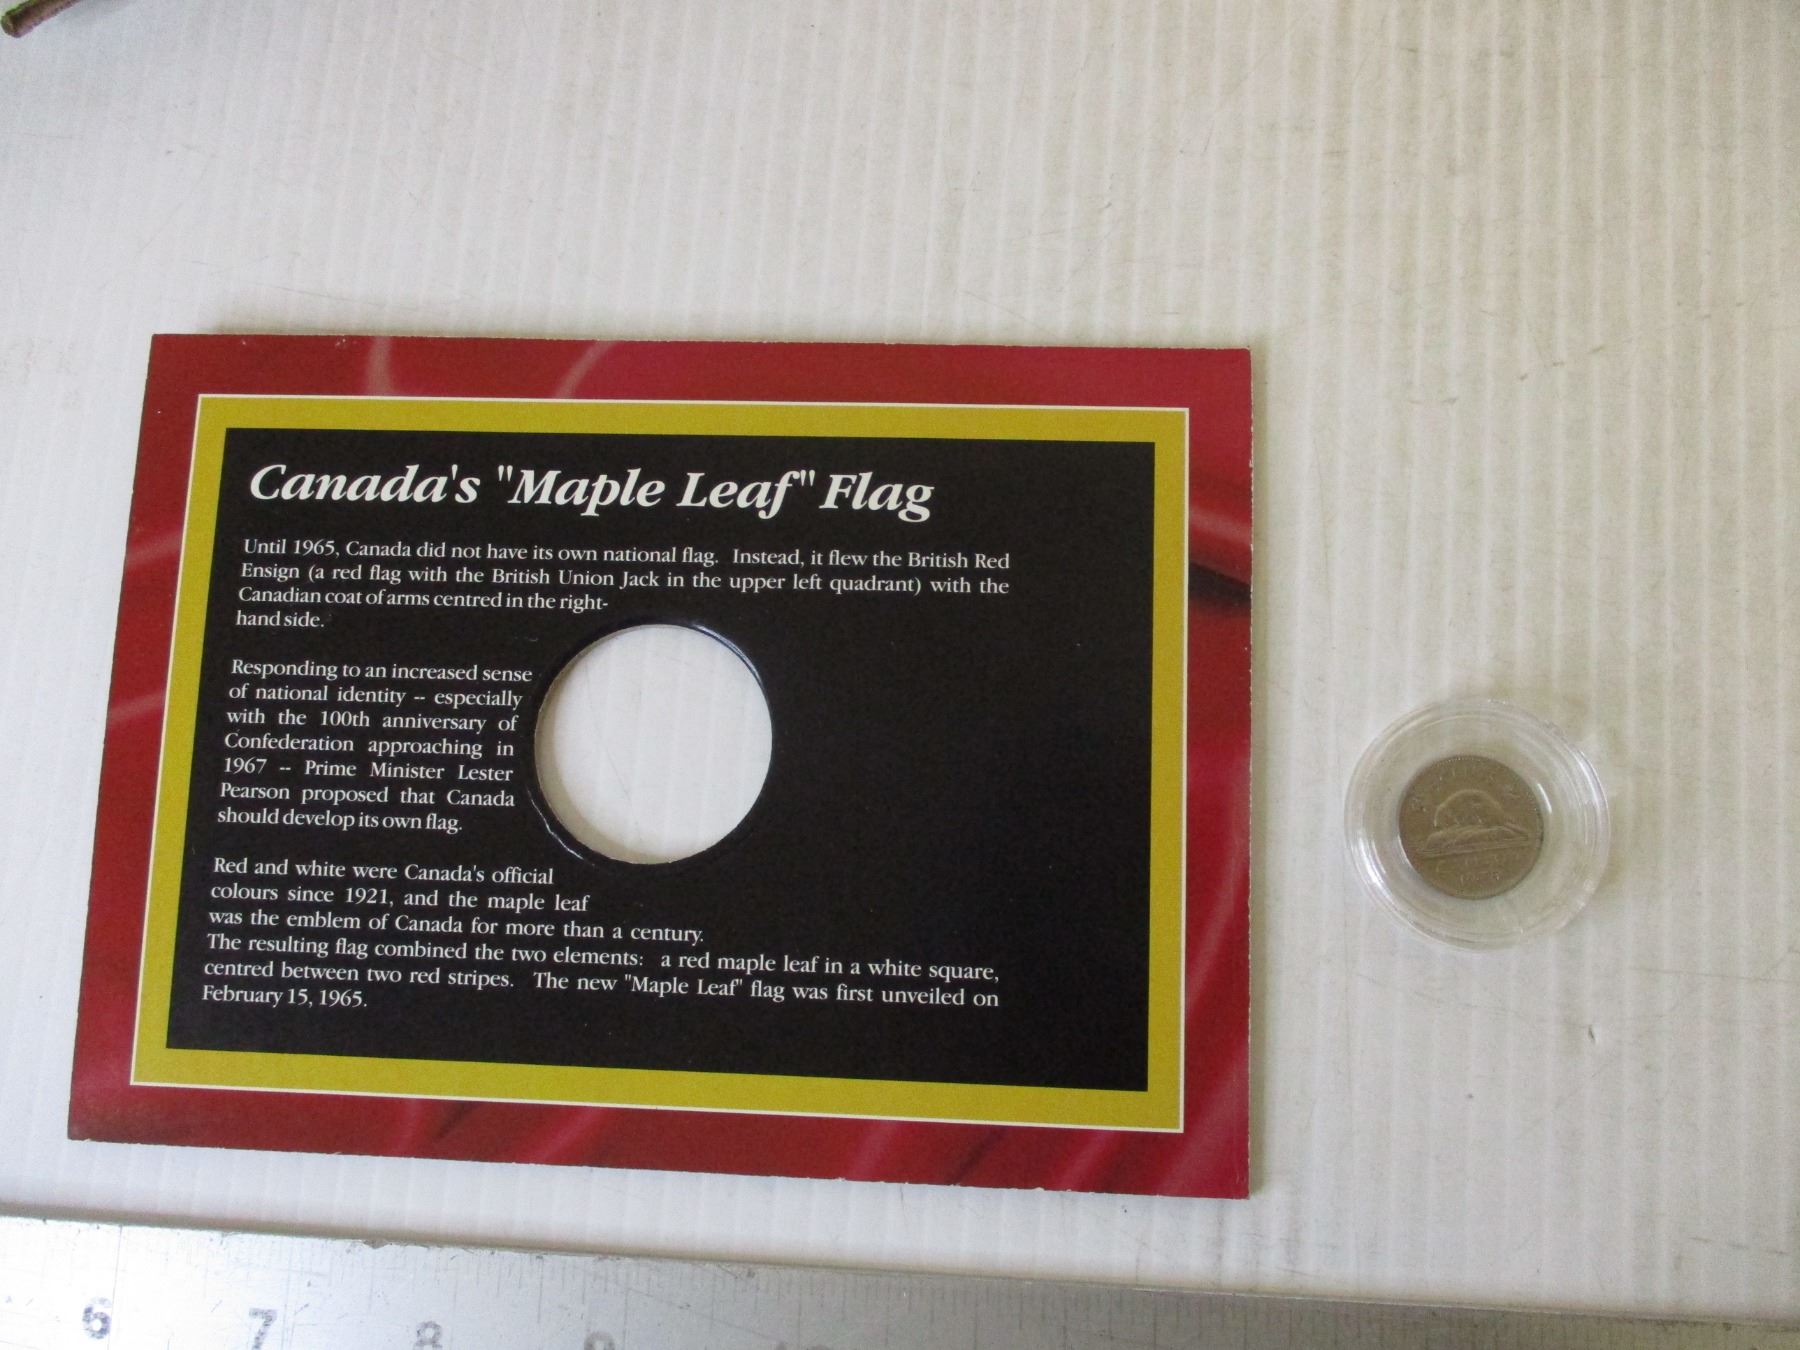 Canada's "Maple Leaf" Flag
Until 1965, Canada did not have its own national flag. Instead, it flew the British Red
Ensign (a red flag with the British Union Jack in the upper left quadrant) with the
Canadian coat of arms centred in the right-
hand side.
Responding to an increased sense
of national identity -- especially
with the 100th anniversary of
Confederation approaching in
1967 -- Prime Minister Lester
Pearson proposed that Canada
should develop its own flag.
Red and white were Canada's official
colours since 1921, and the maple leaf
was the emblem of Canada for more than a century.
The resulting flag combined the two elements: a red maple leaf in a white square,
centred between two red stripes. The new "Maple Leaf" flag was first unveiled on
February 15, 1965.
6 7 8 9